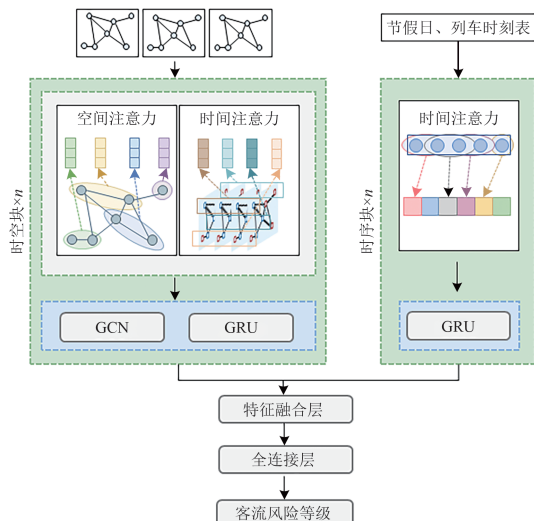 节假日、列车时刻表
空间注意力
时间注意力
时空块×n
GCN
GRU
时间注意力
时序块×n
GRU
特征融合层
全连接层
客流风险等级